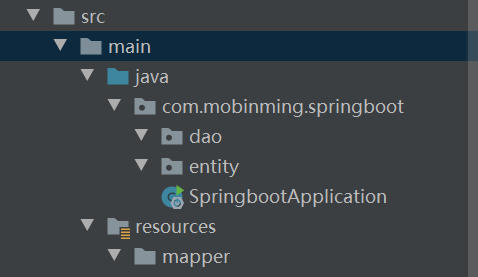 src
main
java
com.mobinming.springboot
dao
entity
SpringbootApplication
resources
mapper